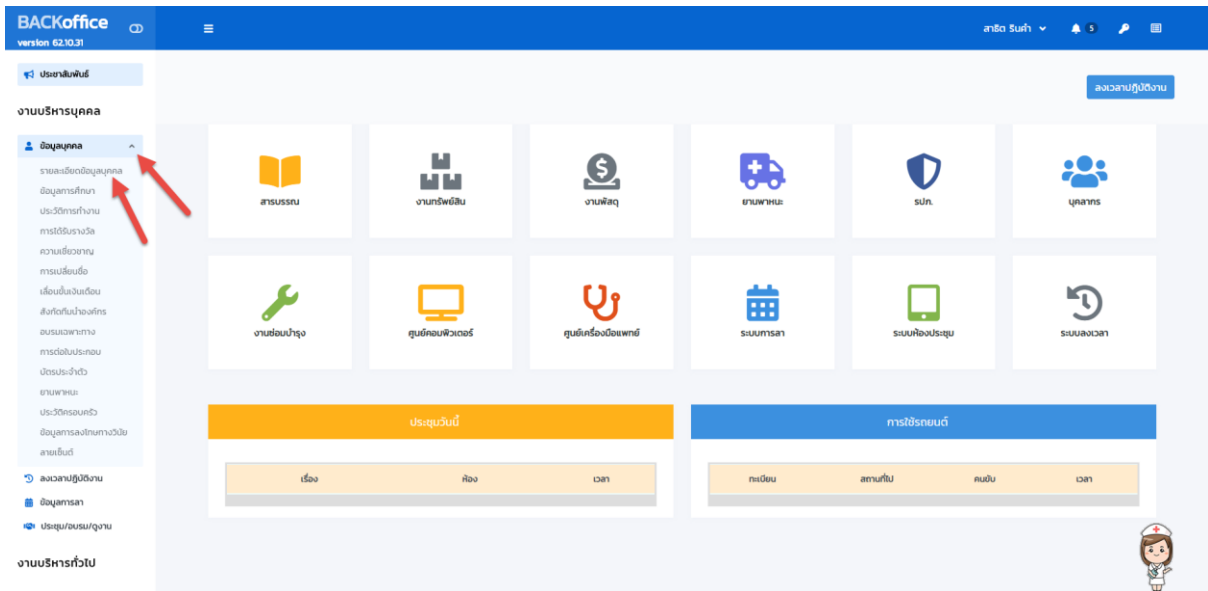 BACKoffice
version 62.10.31
สาธิต รินคำ
5
ประชาสัมพันธ์
ลงเวลาปฏิบัติงาน
งานบริหารบุคคล
ข้อมูลบุคคล
รายละเอียดข้อมูลบุคคล
ข้อมูลการศึกษา
ประวัติการทำงาน
การได้รับรางวัล
ความเชี่ยวชาญ
การเปลี่ยนชื่อ
เลื่อนขั้นเงินเดือน
สังกัดทีมนำองค์กร
อบรมเฉพาะทาง
การต่อใบประกอบ
บัตรประจำตัว
ยานพาหนะ
ประวัติครอบครัว
ข้อมูลการลงโทษทางวินัย
ลายเซ็นต์
ลงเวลาปฏิบัติงาน
ข้อมูลการลา
ประชุม/อบรม/ดูงาน
งานบริหารทั่วไป
สารบรรณ
งานทรัพย์สิน
งานพัสดุ
ยานพาหนะ
รปภ.
บุคลากร
งานซ่อมบำรุง
ศูนย์คอมพิวเตอร์
ศูนย์เครื่องมือแพทย์
ระบบการลา
ระบบห้องประชุม
ระบบลงเวลา
ประชุมวันนี้
เรื่อง ห้อง เวลา
การใช้รถยนต์
ทะเบียน สถานที่ไป คนขับ เวลา